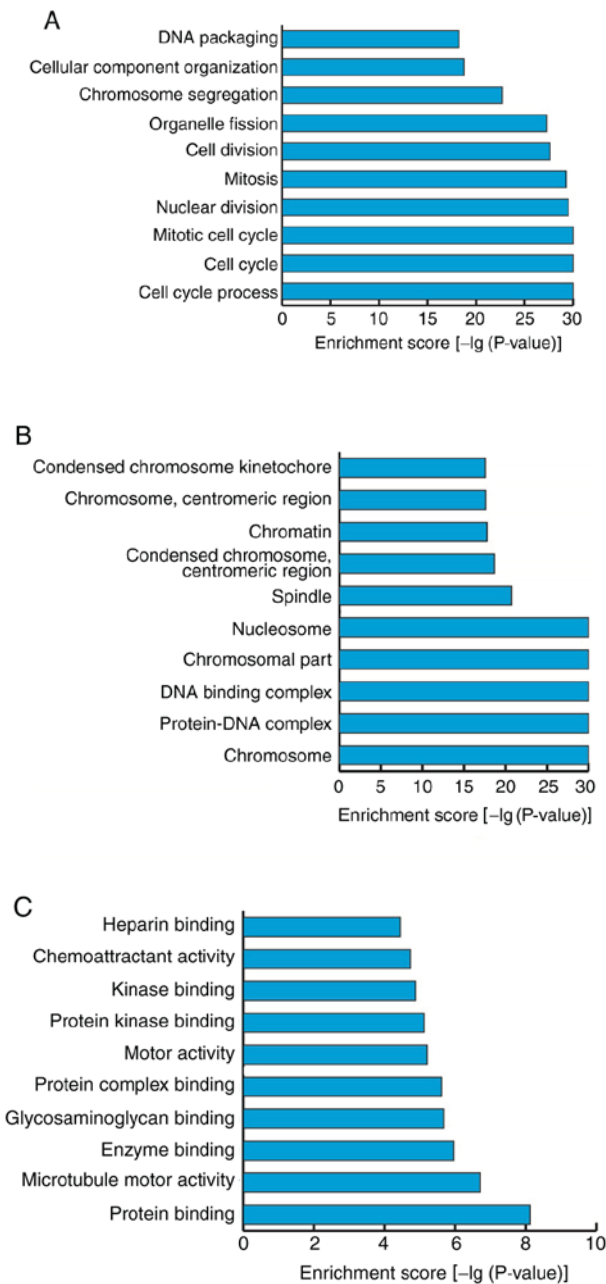 A
DNA packaging
Cellular component organization
Chromosome segregation
Organelle fission
Cell division
Mitosis
Nuclear division
Mitotic cell cycle
Cell cycle
Cell cycle process
0 5 10 15 20 25 30
Enrichment score [–lg (P-value)]
B
Condensed chromosome kinetochore
Chromosome, centromeric region
Chromatin
Condensed chromosome,
centromeric region
Spindle
Nucleosome
Chromosomal part
DNA binding complex
Protein-DNA complex
Chromosome
0 5 10 15 20 25 30
Enrichment score [–lg (P-value)]
C
Heparin binding
Chemoattractant activity
Kinase binding
Protein kinase binding
Motor activity
Protein complex binding
Glycosaminoglycan binding
Enzyme binding
Microtubule motor activity
Protein binding
0 2 4 6 8 10
Enrichment score [–lg (P-value)]